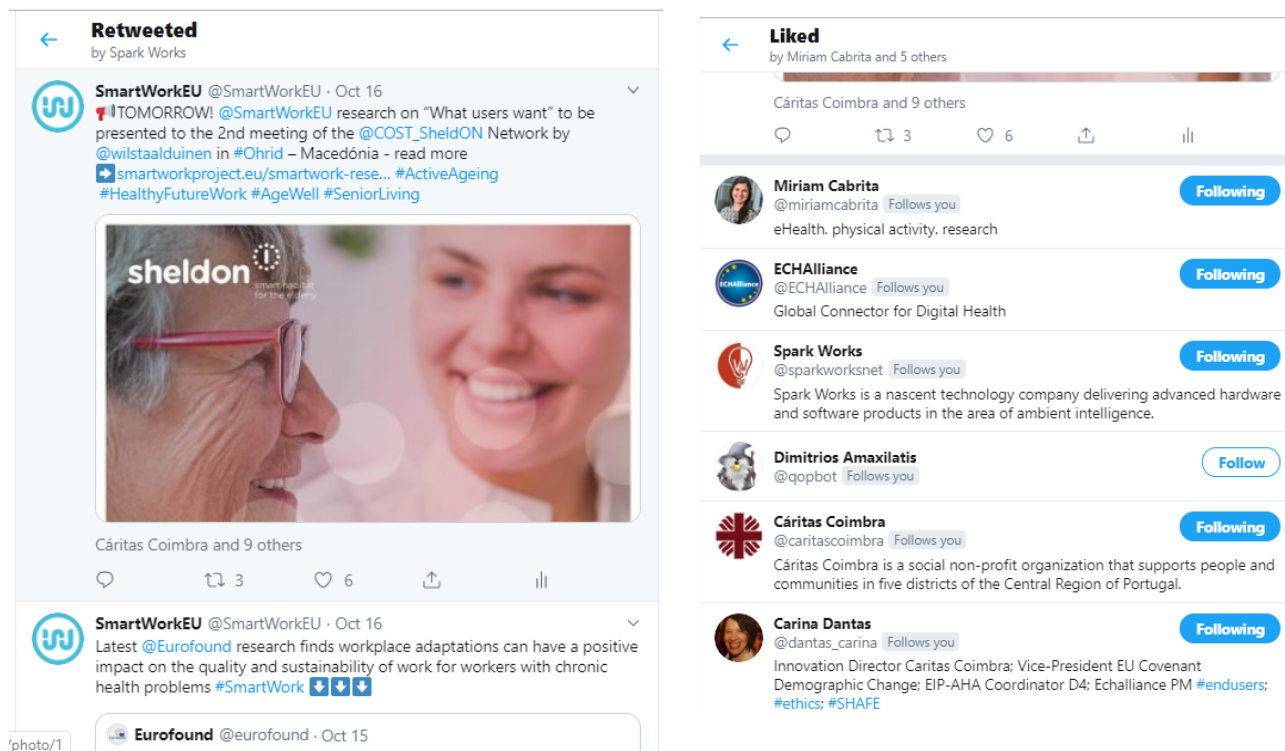 Retweeted
by Spark Works
SmartWorkEU @SmartWorkEU · Oct 16
TOMORROW! @SmartWorkEU research on “What users want” to be
presented to the 2nd meeting of the @COST_SheldON Network by
@wilstaalduinen in #Ohrid – Macedónia - read more
smartworkproject.eu/smartwork-rese... #ActiveAgeing
#HealthyFutureWork #AgeWell #SeniorLiving
sheldon
smart habitat
for the elderly
Cáritas Coimbra and 9 others
3 6
SmartWorkEU @SmartWorkEU · Oct 16
Latest @Eurofound research finds workplace adaptations can have a positive
impact on the quality and sustainability of work for workers with chronic
health problems #SmartWork
Eurofound @eurofound · Oct 15
/photo/1
Liked
by Miriam Cabrita and 5 others
Cáritas Coimbra and 9 others
3 6
Miriam Cabrita
Following
@miriamcabrita Follows you
eHealth. physical activity. research
ECHAlliance
ECHAlliance
Following
@ECHAlliance Follows you
Global Connector for Digital Health
Spark Works
Following
@sparkworksnet Follows you
Spark Works is a nascent technology company delivering advanced hardware
and software products in the area of ambient intelligence.
Dimitrios Amaxilatis
Follow
@qopbot Follows you
Cáritas Coimbra
Following
@caritascoimbra Follows you
Cáritas Coimbra is a social non-profit organization that supports people and
communities in five districts of the Central Region of Portugal.
Carina Dantas
Following
@dantas_carina Follows you
Innovation Director Caritas Coimbra; Vice-President EU Covenant
Demographic Change; EIP-AHA Coordinator D4; Echalliance PM #endusers;
#ethics; #SHAFE